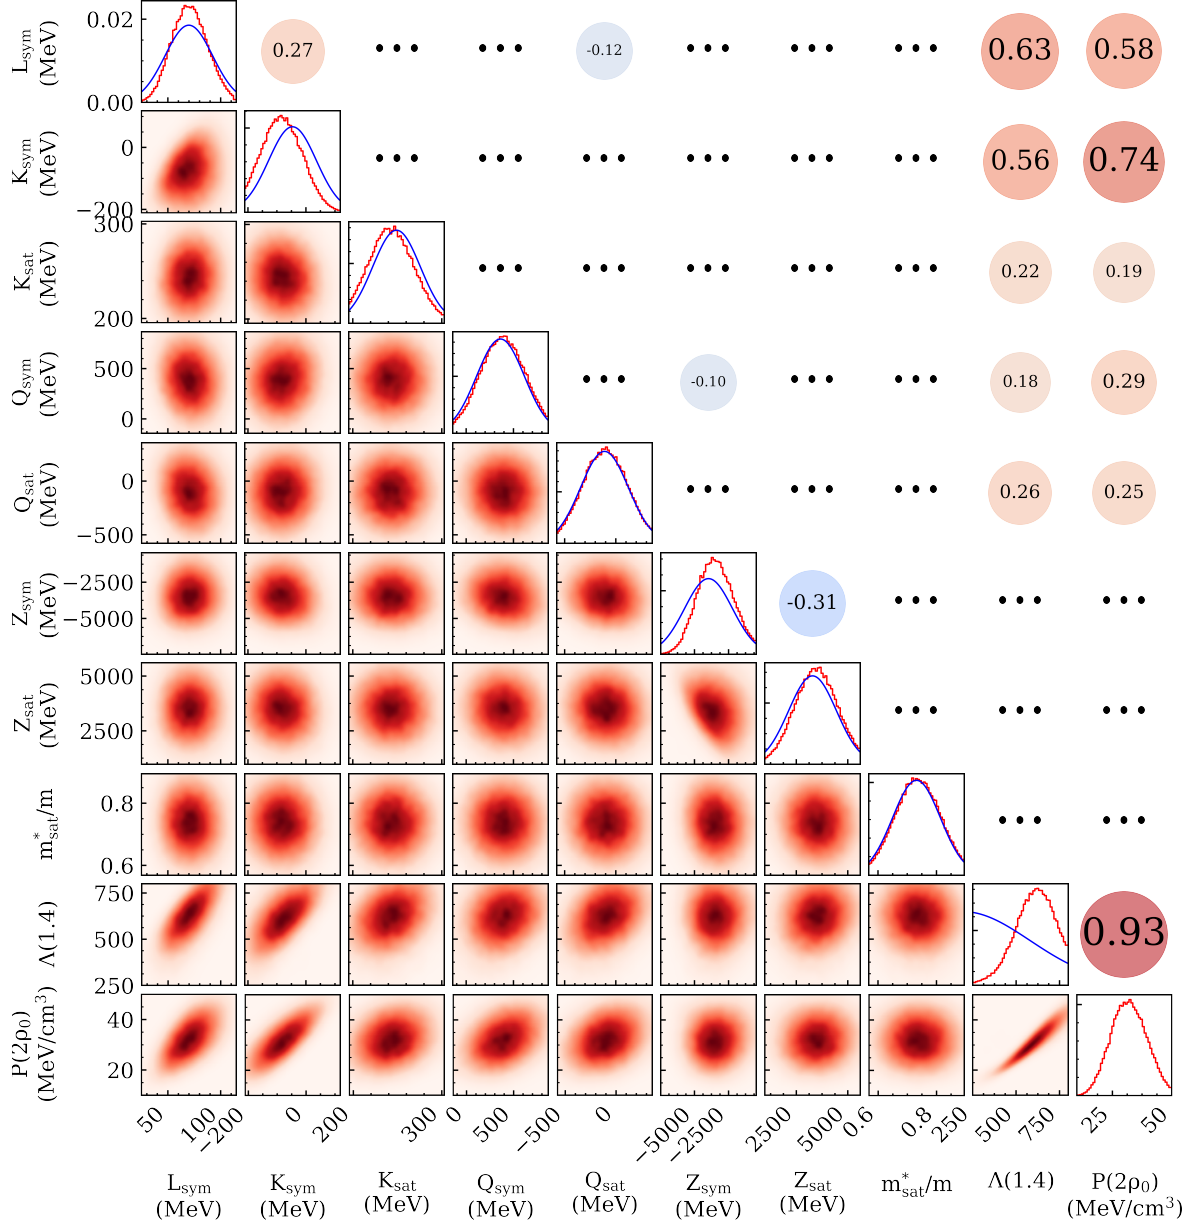 L_sym
(MeV)
0.02
0.00
0.27
-0.12
0.63
0.58
K_sym
(MeV)
0
−200
0.56
0.74
K_sat
(MeV)
300
200
0.22
0.19
Q_sym
(MeV)
500
0
-0.10
0.18
0.29
Q_sat
(MeV)
0
−500
0.26
0.25
Z_sym
(MeV)
−2500
−5000
-0.31
Z_sat
(MeV)
5000
2500
m*_sat/m
0.8
0.6
Λ(1.4)
750
500
250
0.93
P(2ρ₀)
(MeV/cm³)
40
20
50 100 −200 0 200 300 0 500 −500 0 −5000 −2500 2500 5000 0.6 0.8 250 500 750 25 50
6
L_sym K_sym K_sat Q_sym Q_sat Z_sym Z_sat m*_sat/m Λ(1.4) P(2ρ₀)
(MeV) (MeV) (MeV) (MeV) (MeV) (MeV) (MeV) (MeV/cm³)